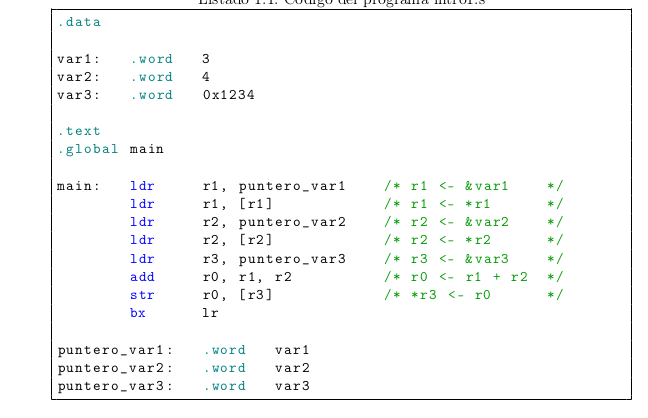 Listado 1.1: Código del programa intro1.s
.data
var1: .word 3
var2: .word 4
var3: .word 0x1234
.text
.global main
main: ldr r1, puntero_var1 /* r1 <- &var1 */
ldr r1, [r1] /* r1 <- *r1 */
ldr r2, puntero_var2 /* r2 <- &var2 */
ldr r2, [r2] /* r2 <- *r2 */
ldr r3, puntero_var3 /* r3 <- &var3 */
add r0, r1, r2 /* r0 <- r1 + r2 */
str r0, [r3] /* *r3 <- r0 */
bx lr
puntero_var1: .word var1
puntero_var2: .word var2
puntero_var3: .word var3